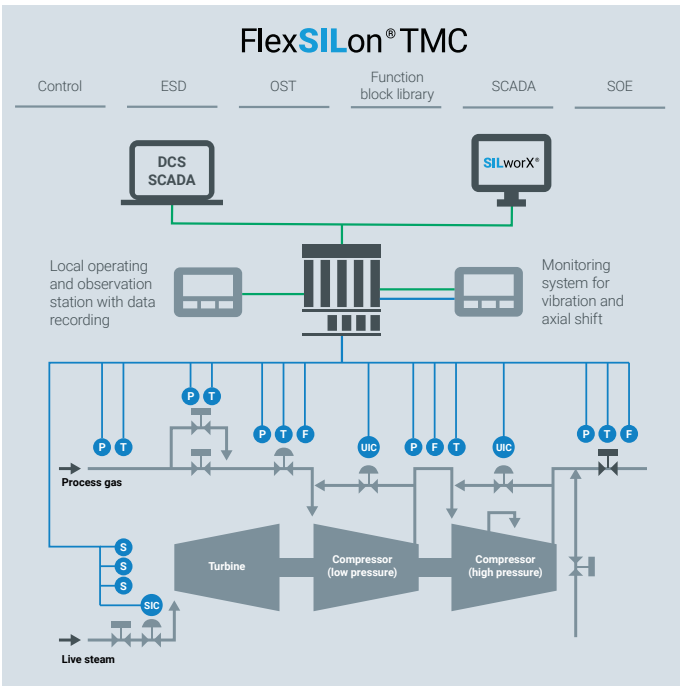 FlexSILon® TMC
Control
ESD
OST
Function
block library
SCADA
SOE
DCS
SCADA
SILworX®
Local operating
and observation
station with data
recording
Monitoring
system for
vibration and
axial shift
P T
P T
P T F
UIC
P F T
UIC
P T F
Process gas
S
S
S
SIC
Turbine
Compressor
(low pressure)
Compressor
(high pressure)
Live steam